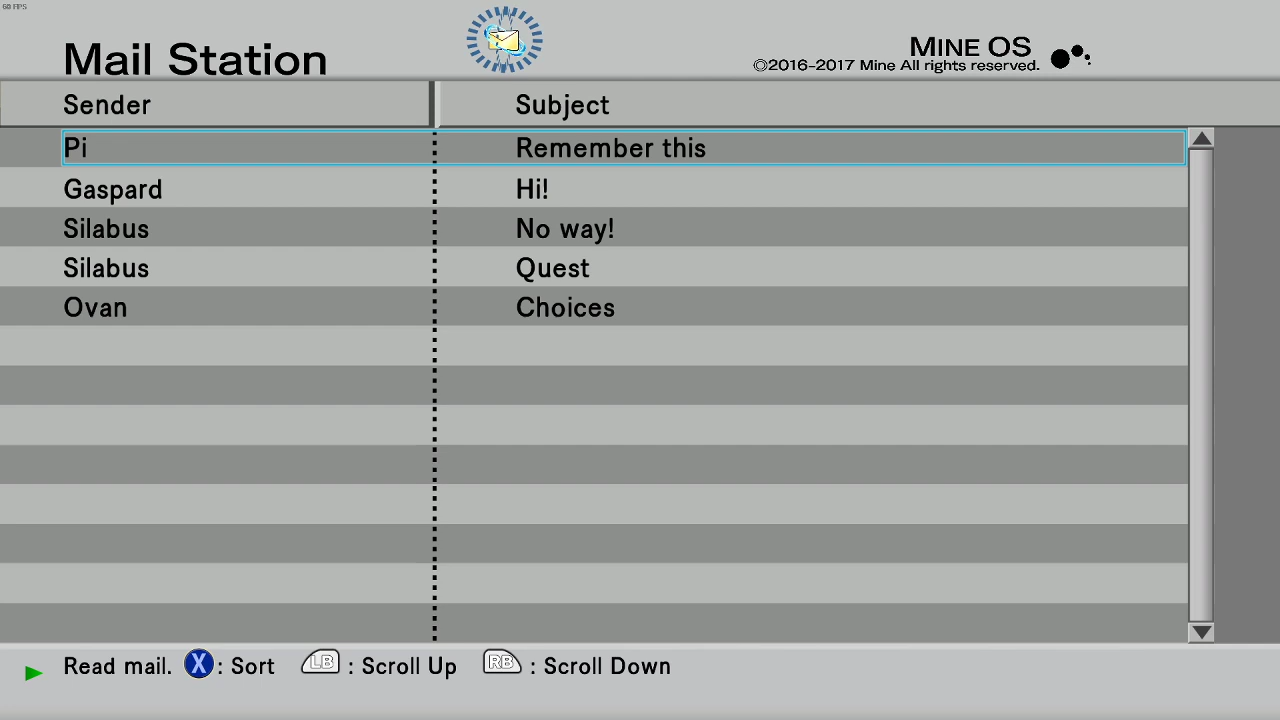 60 FPS
Mail Station
MINE OS
©2016-2017 Mine All rights reserved.
Sender Subject
Pi Remember this
Gaspard Hi!
Silabus No way!
Silabus Quest
Ovan Choices
Read mail. X : Sort LB : Scroll Up RB : Scroll Down